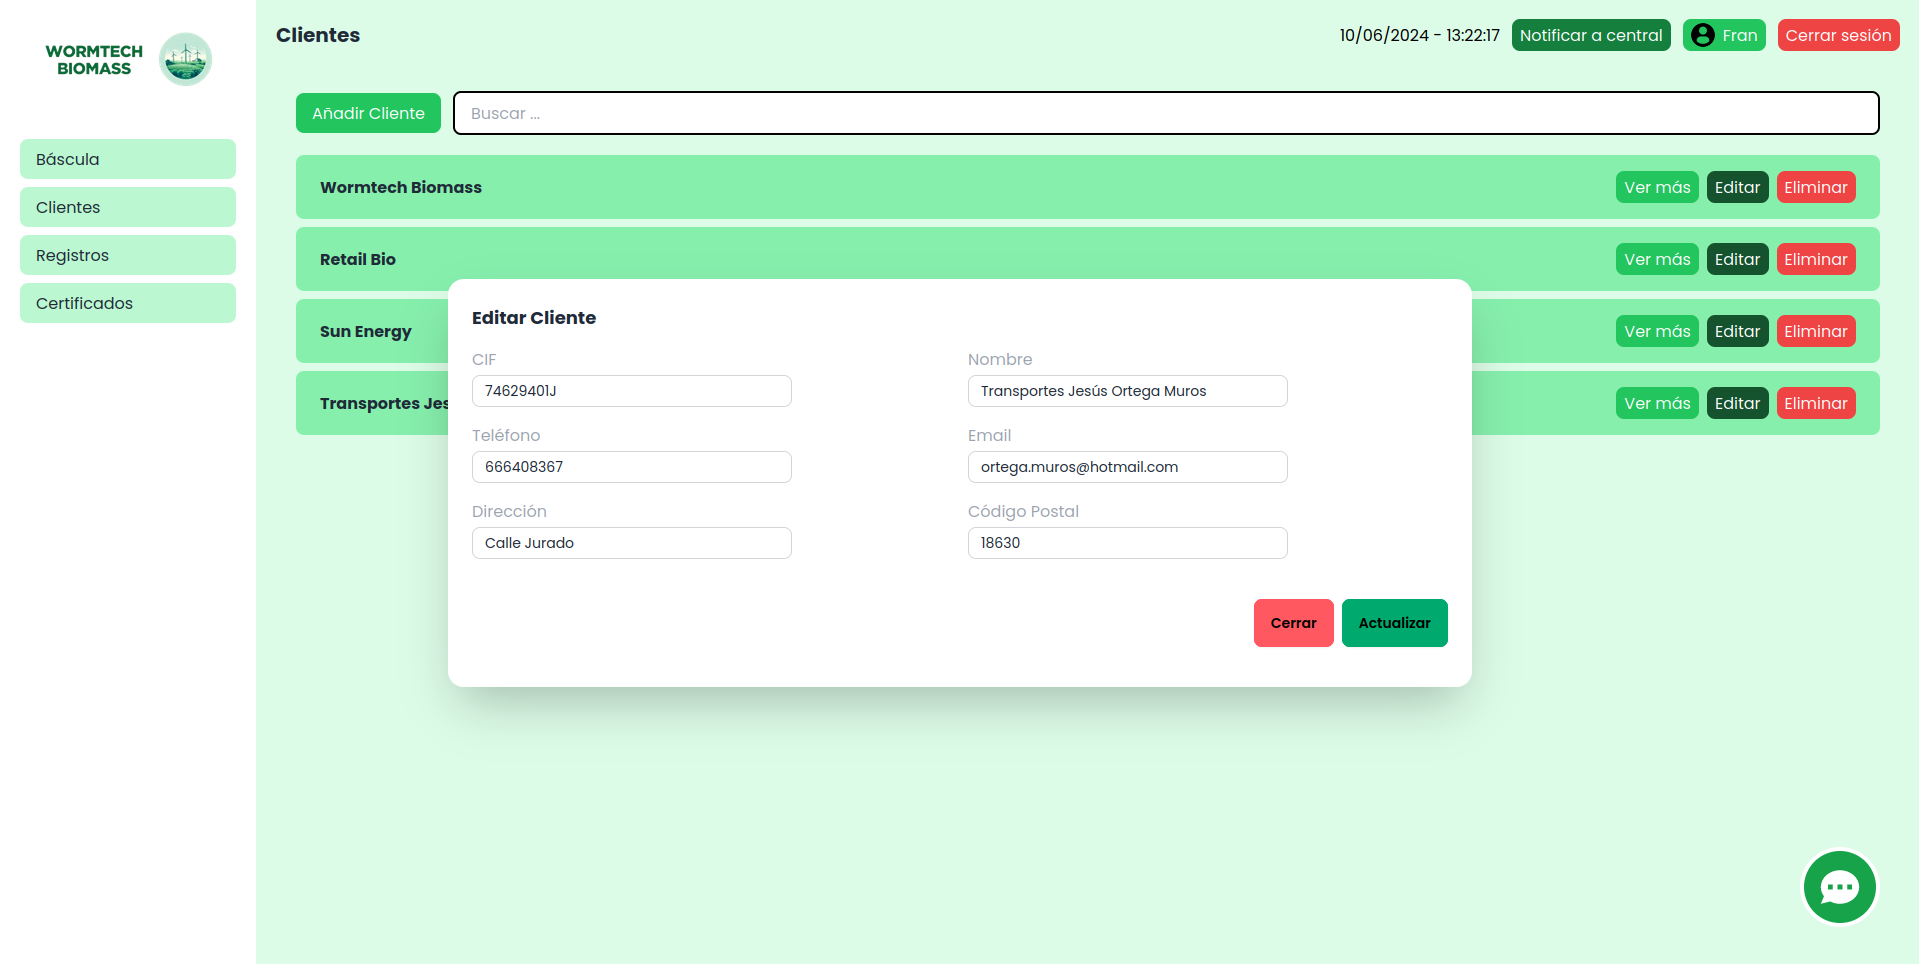 WORMTECH
BIOMASS
Báscula
Clientes
Registros
Certificados
Clientes
10/06/2024 - 13:22:17
Notificar a central
Fran
Cerrar sesión
Añadir Cliente
Buscar ...
Wormtech Biomass
Ver más
Editar
Eliminar
Retail Bio
Ver más
Editar
Eliminar
Sun Energy
Ver más
Editar
Eliminar
Transportes Jes
Ver más
Editar
Eliminar
Editar Cliente
CIF
74629401J
Nombre
Transportes Jesús Ortega Muros
Teléfono
666408367
Email
ortega.muros@hotmail.com
Dirección
Calle Jurado
Código Postal
18630
Cerrar
Actualizar